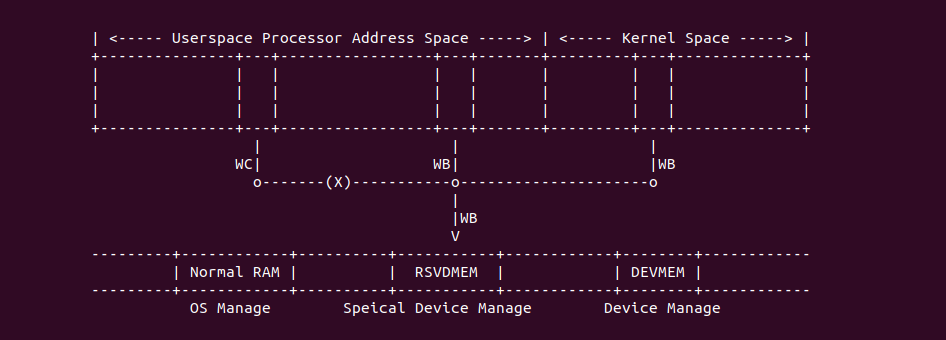 | <----- Userspace Processor Address Space -----> | <----- Kernel Space -----> |
WC| WB| |WB
o-------(X)-----------o---------------------o
|WB
V
| Normal RAM | | RSVDMEM | | DEVMEM |
OS Manage Speical Device Manage Device Manage